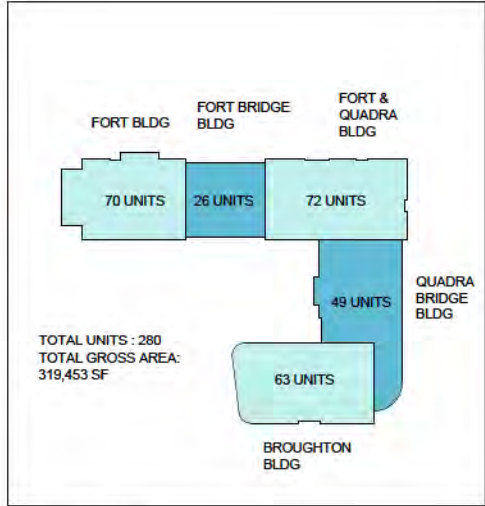 FORT BLDG
FORT BRIDGE
BLDG
FORT &
QUADRA
BLDG
70 UNITS
26 UNITS
72 UNITS
49 UNITS
QUADRA
BRIDGE
BLDG
TOTAL UNITS : 280
TOTAL GROSS AREA:
319,453 SF
63 UNITS
BROUGHTON
BLDG